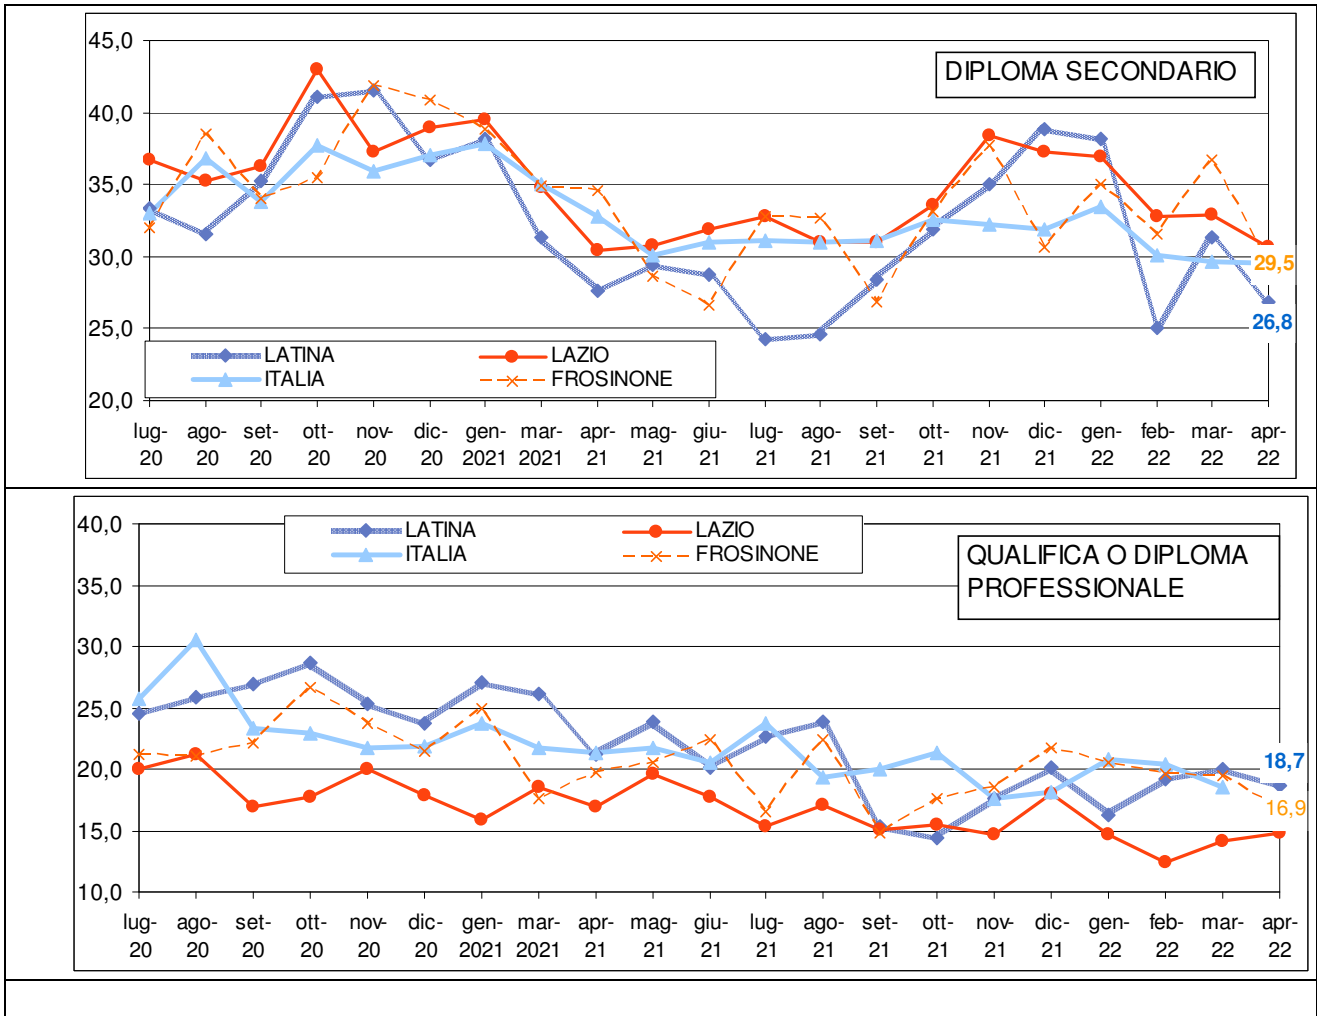 45,0
DIPLOMA SECONDARIO
40,0
35,0
30,0
29,5
26,8
25,0
LATINA LAZIO
ITALIA FROSINONE
20,0
lug- ago- set- ott- nov- dic- gen- mar- apr- mag- giu- lug- ago- set- ott- nov- dic- gen- feb- mar- apr-
20 20 20 20 20 20 2021 2021 21 21 21 21 21 21 21 21 21 22 22 22 22
40,0
LATINA LAZIO
ITALIA FROSINONE
QUALIFICA O DIPLOMA
PROFESSIONALE
35,0
30,0
25,0
20,0
18,7
16,9
15,0
10,0
lug- ago- set- ott- nov- dic- gen- mar- apr- mag- giu- lug- ago- set- ott- nov- dic- gen- feb- mar- apr-
20 20 20 20 20 20 2021 2021 21 21 21 21 21 21 21 21 21 22 22 22 22